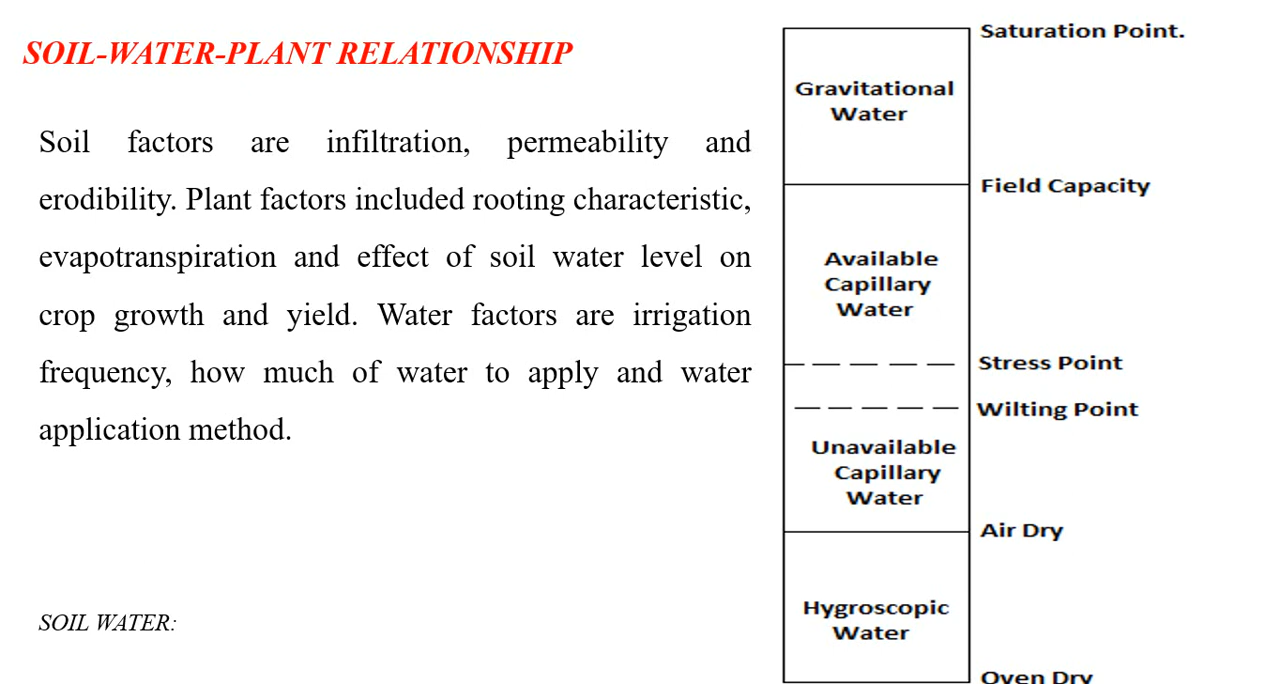 SOIL-WATER-PLANT RELATIONSHIP
Soil factors are infiltration, permeability and
erodibility. Plant factors included rooting characteristic,
evapotranspiration and effect of soil water level on
crop growth and yield. Water factors are irrigation
frequency, how much of water to apply and water
application method.
SOIL WATER:
Saturation Point.
Gravitational
Water
Field Capacity
Available
Capillary
Water
Stress Point
Wilting Point
Unavailable
Capillary
Water
Air Dry
Hygroscopic
Water
Oven Dry